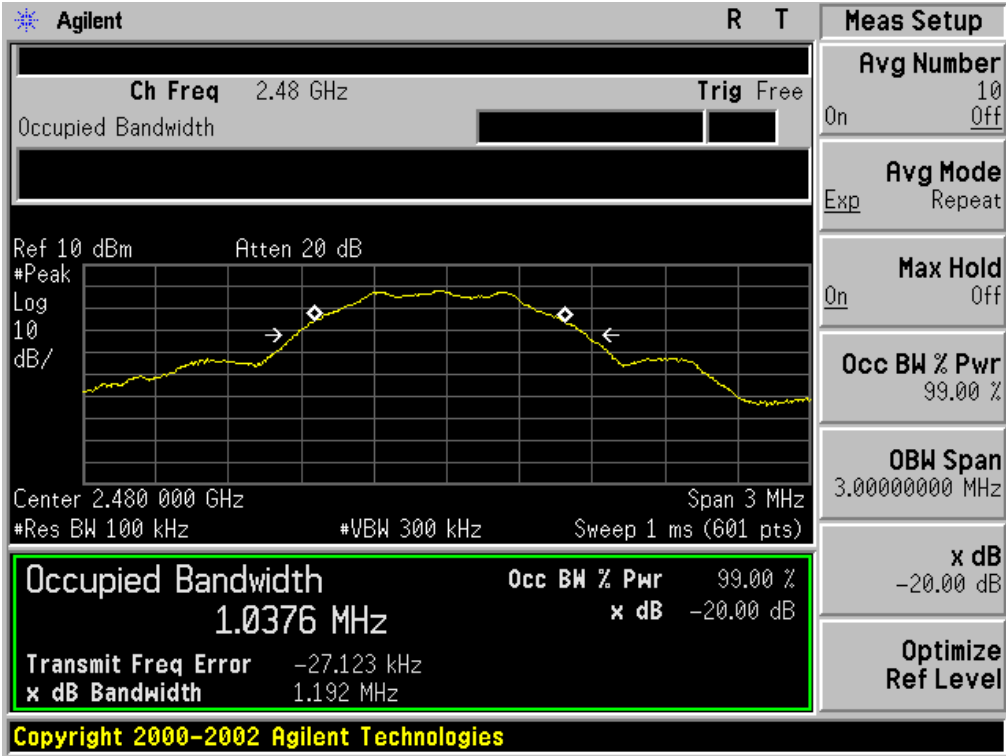 Agilent R T
Ch Freq 2.48 GHz Trig Free
Occupied Bandwidth
Ref 10 dBm Atten 20 dB
#Peak
Log
10
dB/
Center 2.480 000 GHz Span 3 MHz
#Res BW 100 kHz #VBW 300 kHz Sweep 1 ms (601 pts)
Occupied Bandwidth Occ BW % Pwr 99.00 %
1.0376 MHz x dB -20.00 dB
Transmit Freq Error -27.123 kHz
x dB Bandwidth 1.192 MHz
Copyright 2000-2002 Agilent Technologies
Meas Setup
Avg Number
10
On Off
Avg Mode
Exp Repeat
Max Hold
On Off
Occ BW % Pwr
99.00 %
OBW Span
3.00000000 MHz
x dB
-20.00 dB
Optimize
Ref Level